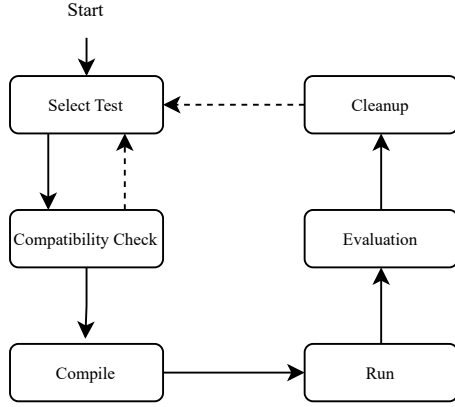 Start
Select Test
Cleanup
Compatibility Check
Evaluation
Compile
Run